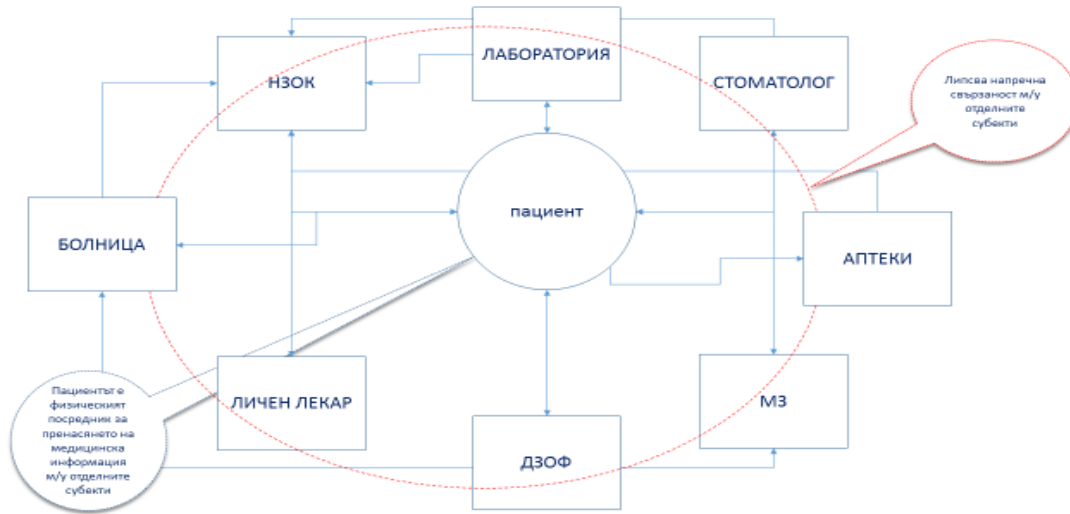 ЛАБОРАТОРИЯ
НЗОК
СТОМАТОЛОГ
Липсва напречна
свързаност м/у
отделните
субекти
пациент
БОЛНИЦА
АПТЕКИ
Пациентът е
физическият
посредник за
пренасянето на
медицинска
информация
м/у отделните
субекти
ЛИЧЕН ЛЕКАР
МЗ
ДЗОФ